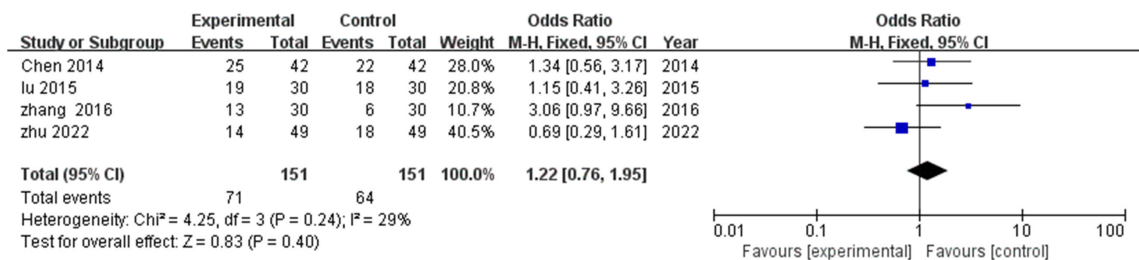 Experimental Control Odds Ratio Odds Ratio
Study or Subgroup Events Total Events Total Weight M-H, Fixed, 95% CI Year M-H, Fixed, 95% CI
Chen 2014 25 42 22 42 28.0% 1.34 [0.56, 3.17] 2014
lu 2015 19 30 18 30 20.8% 1.15 [0.41, 3.26] 2015
zhang 2016 13 30 6 30 10.7% 3.06 [0.97, 9.66] 2016
zhu 2022 14 49 18 49 40.5% 0.69 [0.29, 1.61] 2022
Total (95% CI) 151 151 100.0% 1.22 [0.76, 1.95]
Total events 71 64
Heterogeneity: Chi² = 4.25, df = 3 (P = 0.24); I² = 29%
Test for overall effect: Z = 0.83 (P = 0.40)
0.01 0.1 1 10 100
Favours [experimental] Favours [control]